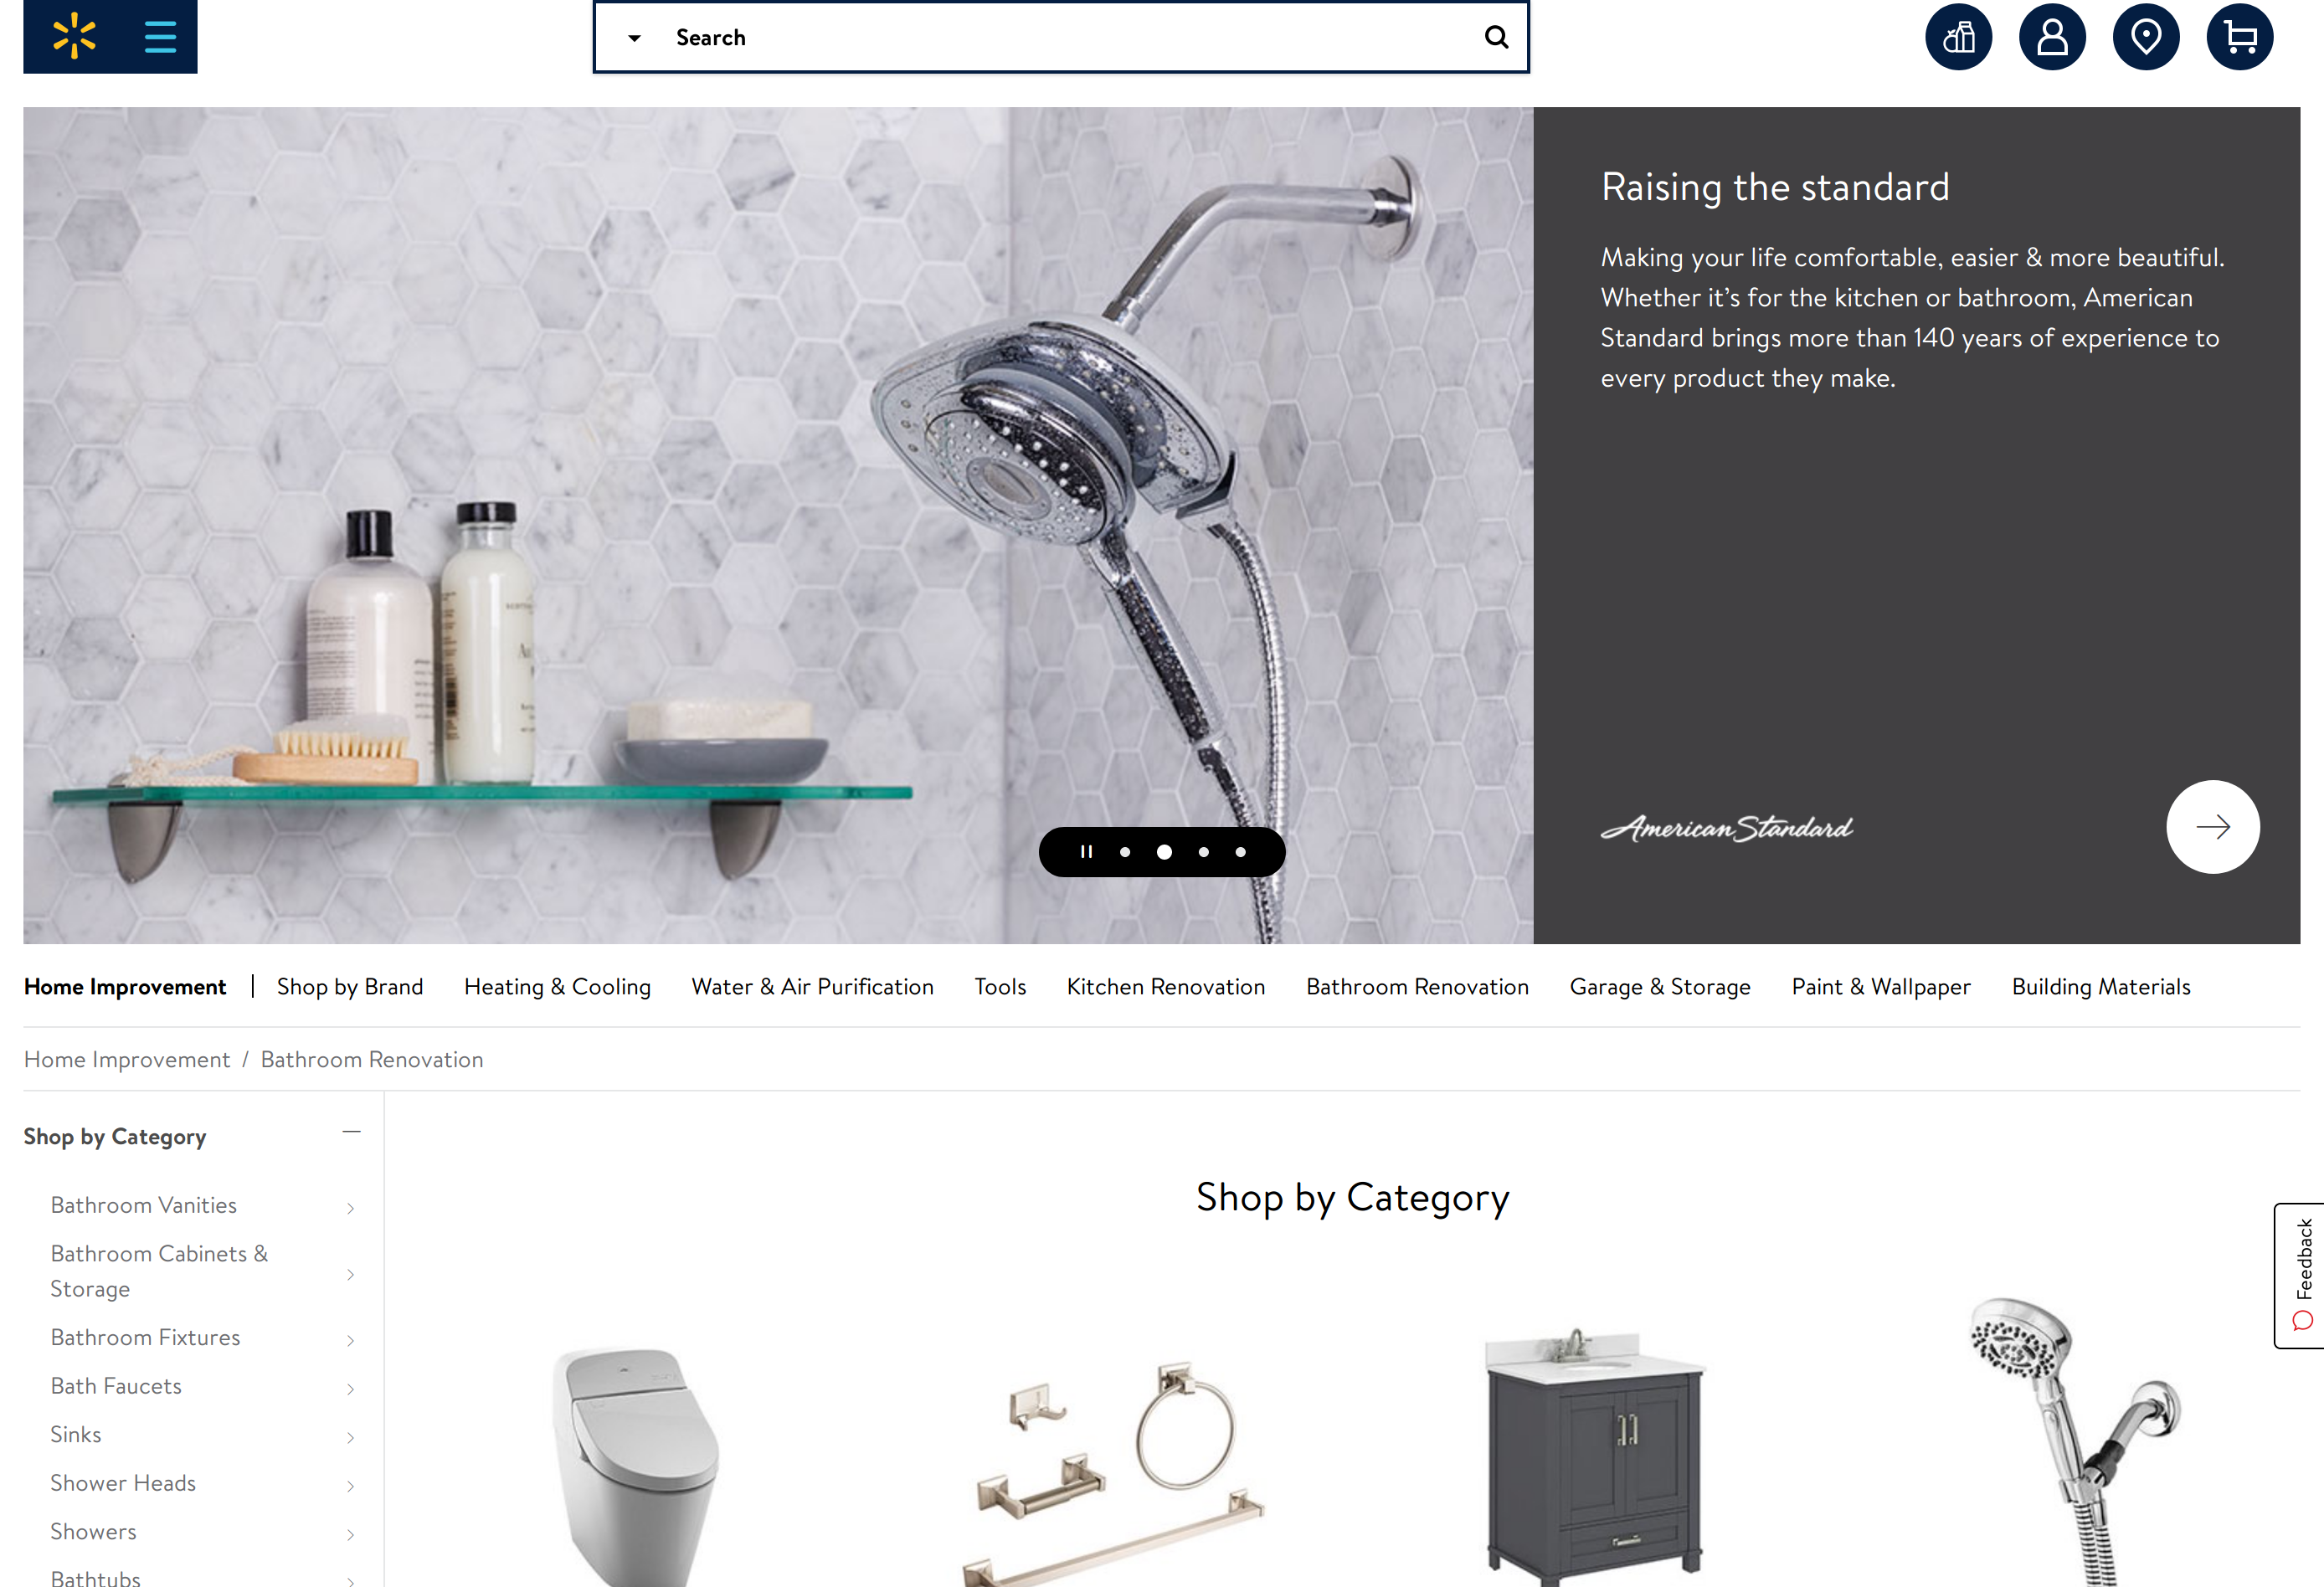 Search
Raising the standard
Making your life comfortable, easier & more beautiful.
Whether it’s for the kitchen or bathroom, American
Standard brings more than 140 years of experience to
every product they make.
American Standard
Home Improvement
Shop by Brand
Heating & Cooling
Water & Air Purification
Tools
Kitchen Renovation
Bathroom Renovation
Garage & Storage
Paint & Wallpaper
Building Materials
Home Improvement / Bathroom Renovation
Shop by Category
Bathroom Vanities
Bathroom Cabinets &
Storage
Bathroom Fixtures
Bath Faucets
Sinks
Shower Heads
Showers
Bathtubs
Shop by Category
Feedback